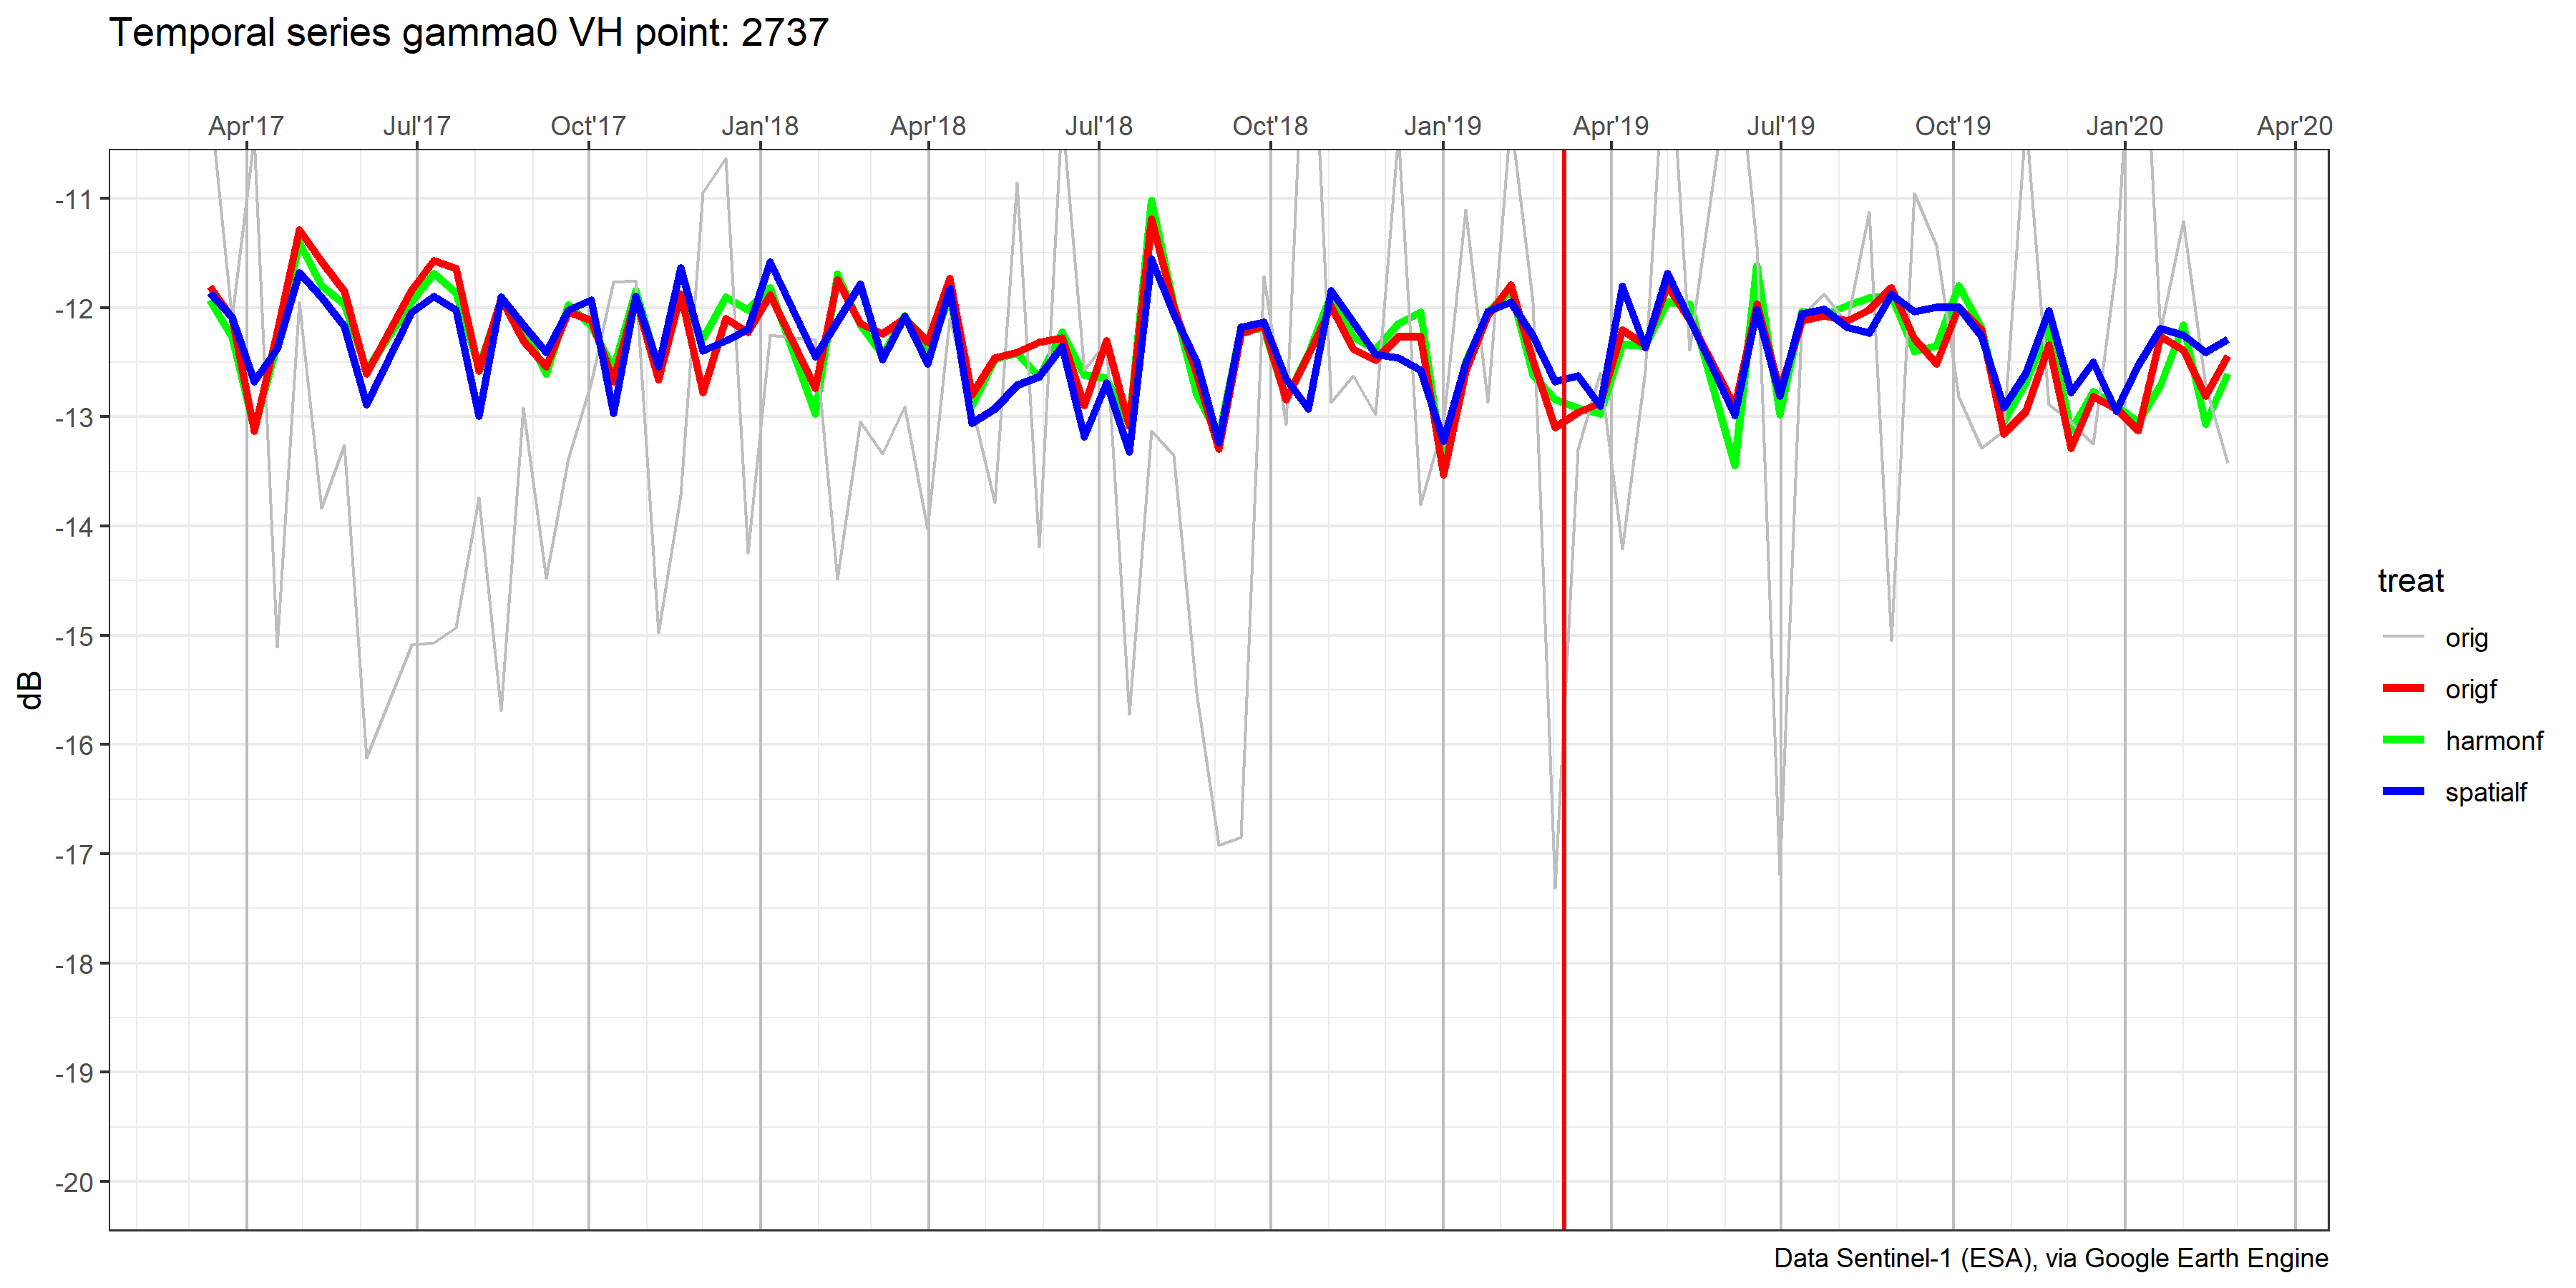 Temporal series gamma0 VH point: 2737
Apr'17 Jul'17 Oct'17 Jan'18 Apr'18 Jul'18 Oct'18 Jan'19 Apr'19 Jul'19 Oct'19 Jan'20 Apr'20
-11
-12
-13
-14
-15
-16
-17
-18
-19
-20
dB
treat
orig
origf
harmonf
spatialf
Data Sentinel-1 (ESA), via Google Earth Engine